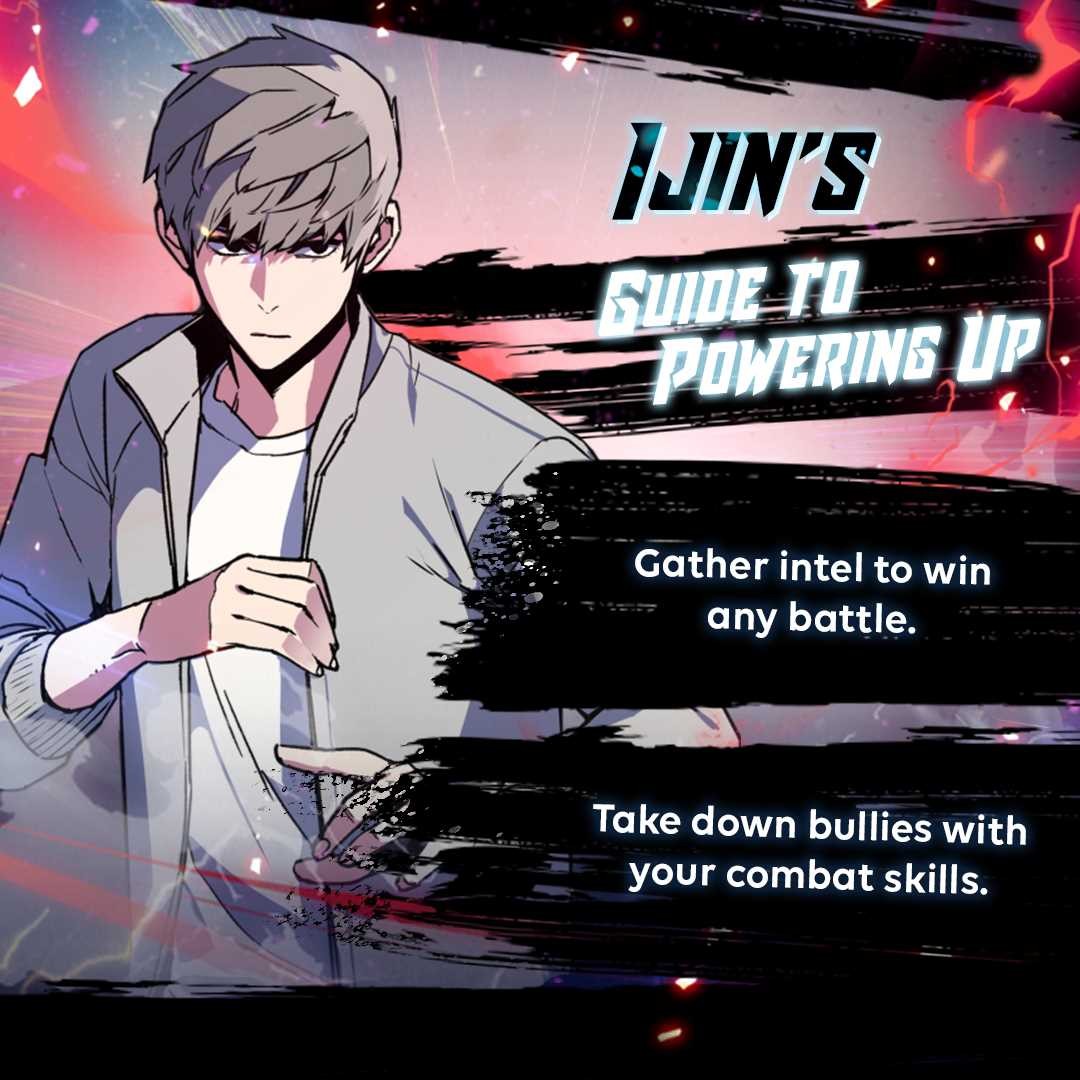 Ijin's
Guide to
Powering Up
Gather intel to win
any battle.
Take down bullies with
your combat skills.